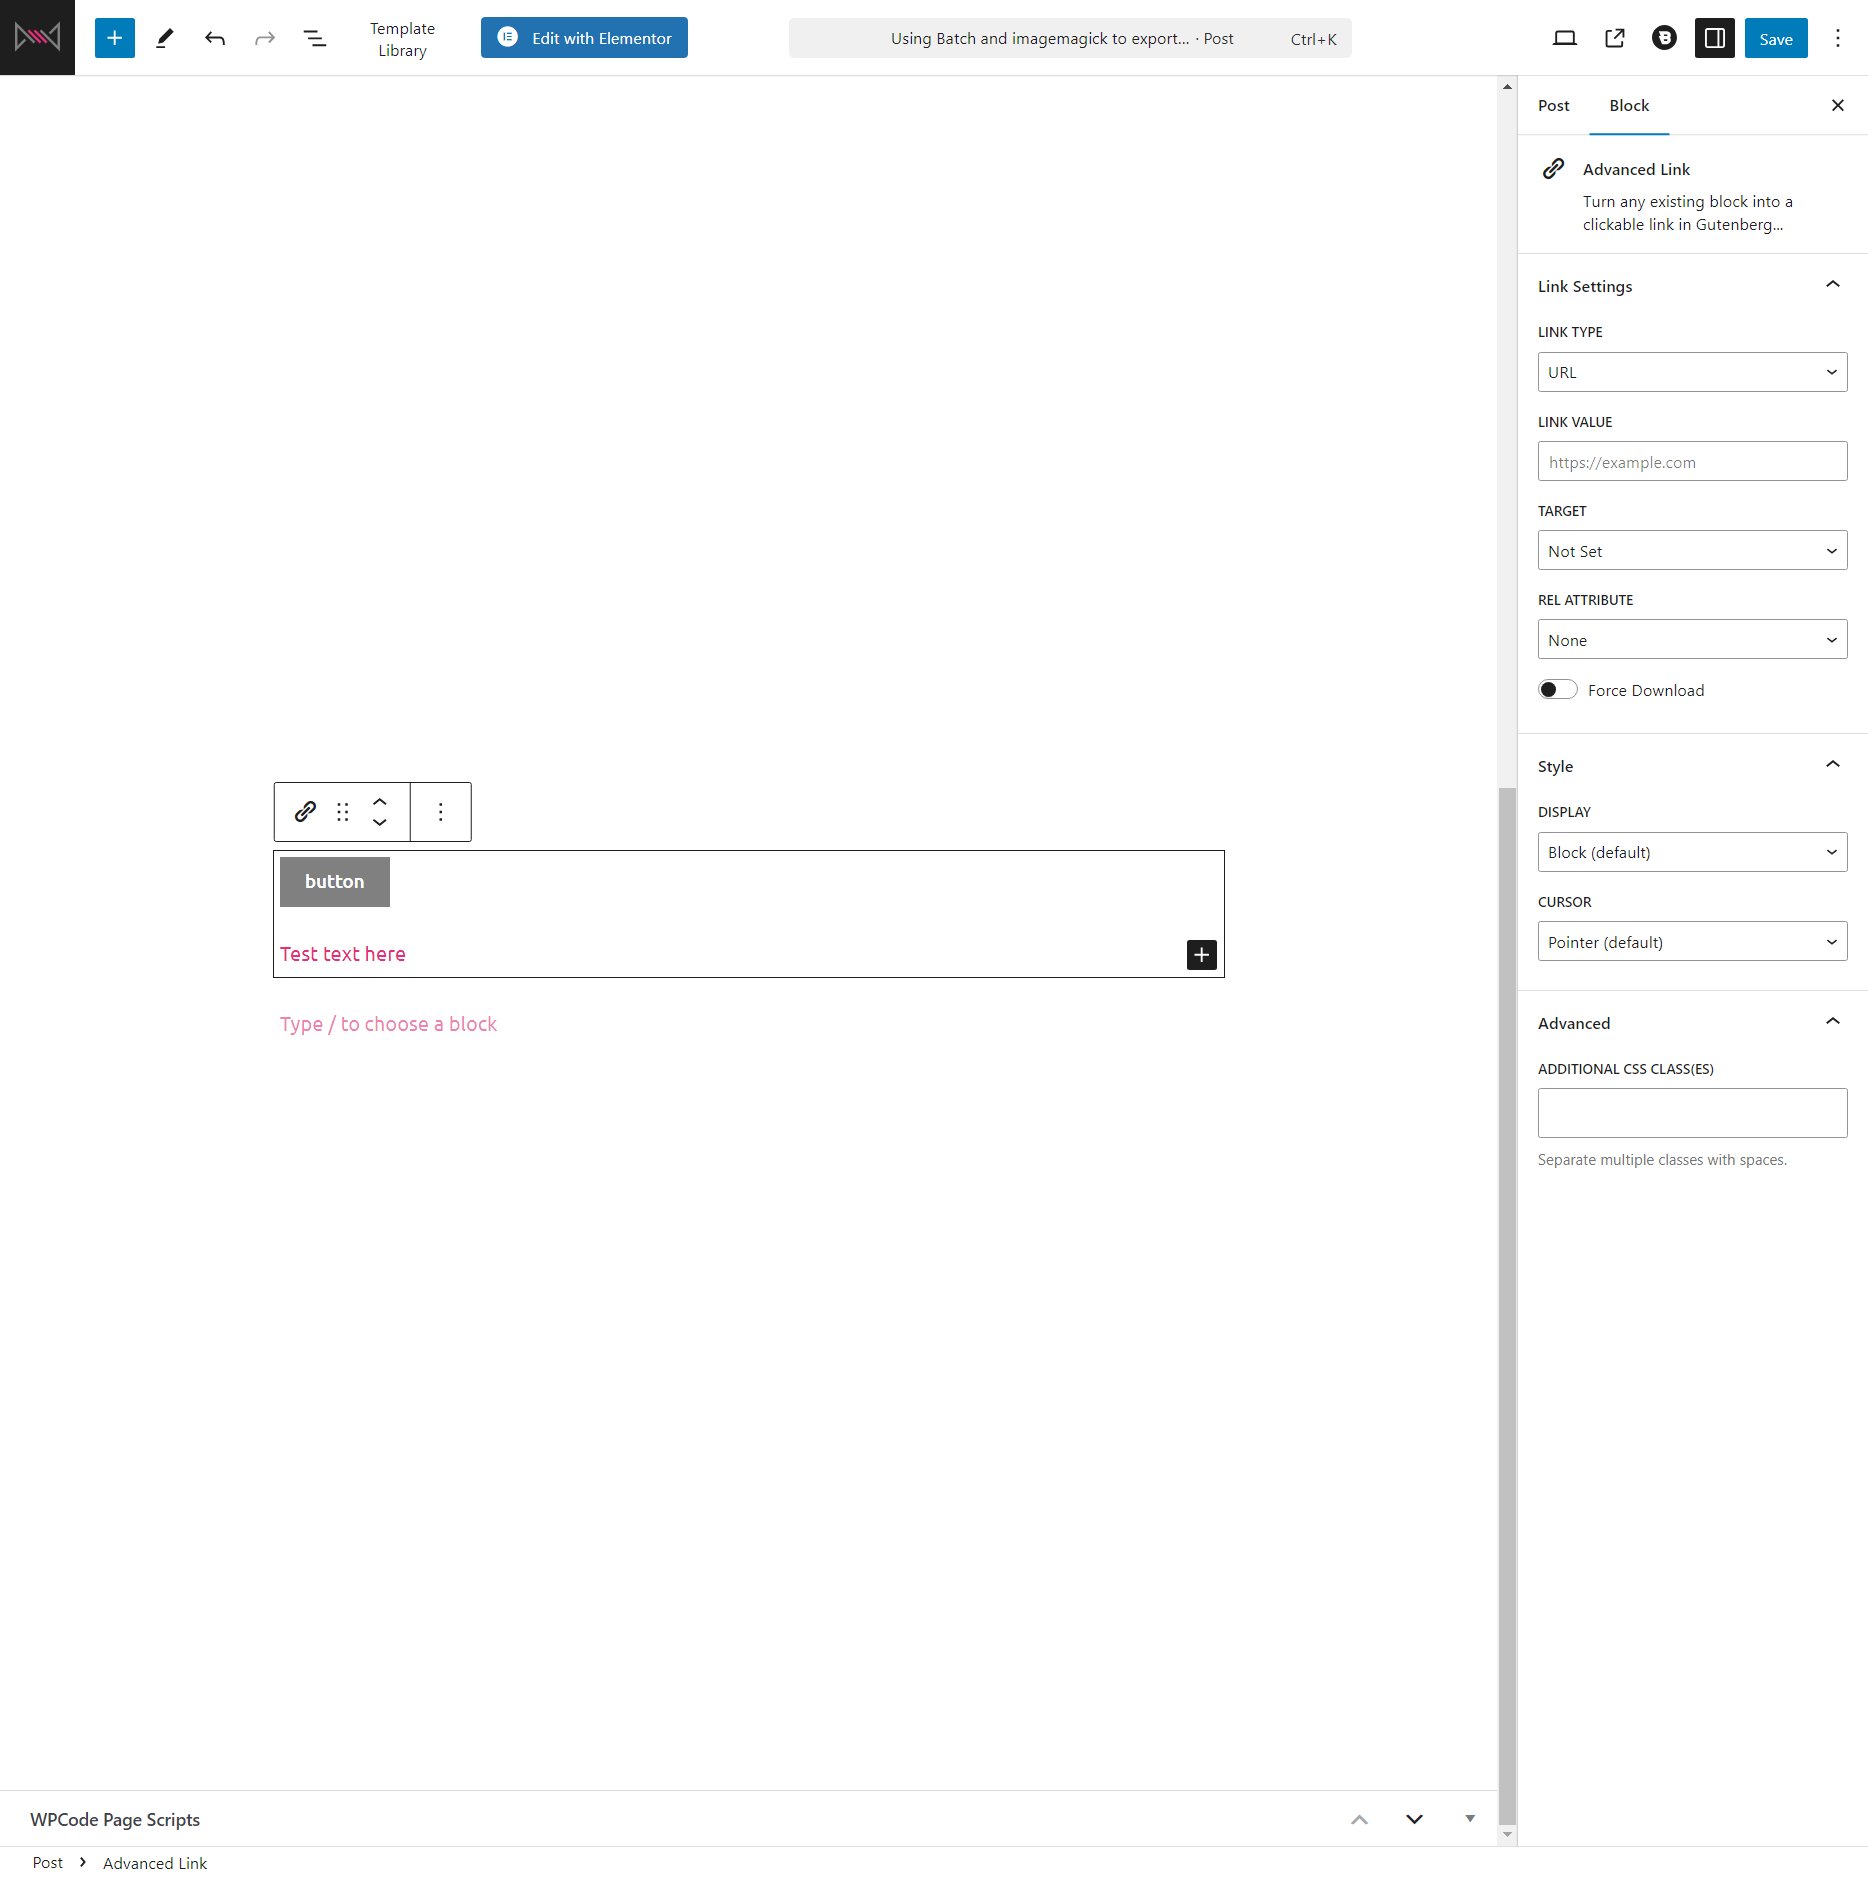 Template
Library
Edit with Elementor
Using Batch and imagemagick to export... · Post
Ctrl+K
Save
Post
Block
Advanced Link
Turn any existing block into a
clickable link in Gutenberg...
Link Settings
LINK TYPE
URL
LINK VALUE
https://example.com
TARGET
Not Set
REL ATTRIBUTE
None
Force Download
Style
DISPLAY
Block (default)
CURSOR
Pointer (default)
Advanced
ADDITIONAL CSS CLASS(ES)
Separate multiple classes with spaces.
button
Test text here
Type / to choose a block
WPCode Page Scripts
Post › Advanced Link